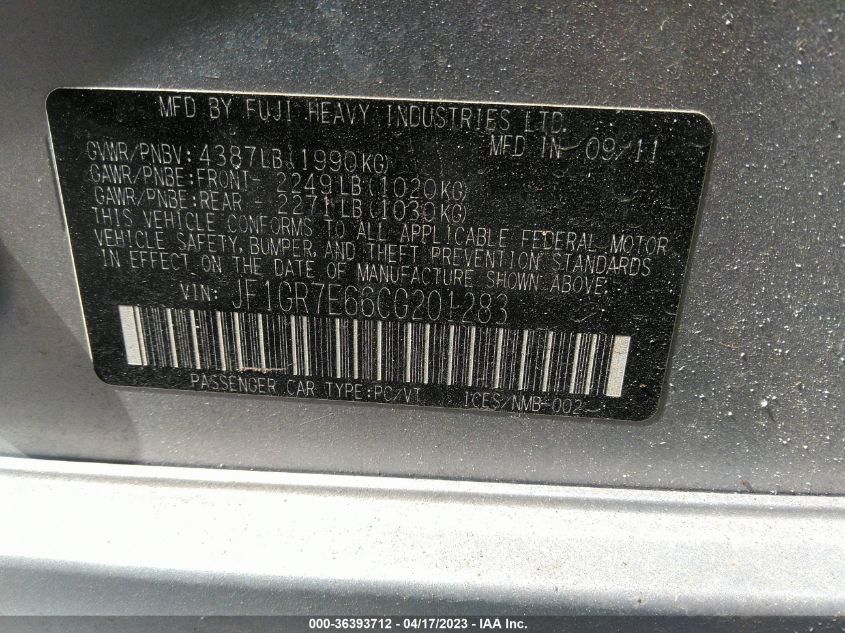 MFD BY FUJI HEAVY INDUSTRIES LTD.
MFD IN 09/11
GVWR/PNBV:4387LB(1990KG)
GAWR/PNBE:FRONT- 2249LB(1020KG)
GAWR/PNBE:REAR - 2271LB(1030KG)
THIS VEHICLE CONFORMS TO ALL APPLICABLE FEDERAL MOTOR
VEHICLE SAFETY, BUMPER, AND THEFT PREVENTION STANDARDS
IN EFFECT ON THE DATE OF MANUFACTURE SHOWN ABOVE.
VIN: JF1GR7E66CG201283
PASSENGER CAR TYPE:PC/VT ICES/NMB-002
000-36393712 - 04/17/2023 - IAA Inc.